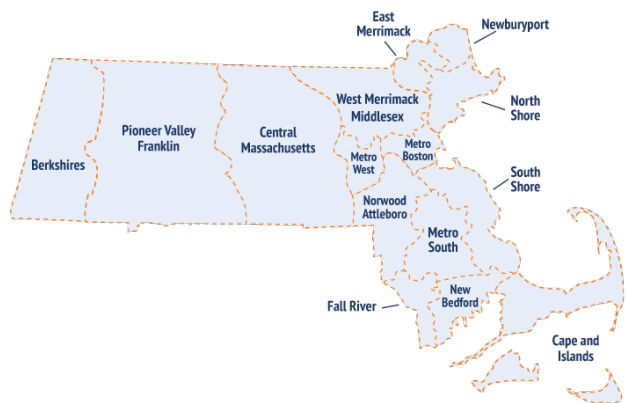 East
Merrimack
Newburyport
West Merrimack
Middlesex
North
Shore
Pioneer Valley
Franklin
Central
Massachusetts
Metro
Boston
Berkshires
Metro
West
South
Shore
Norwood
Attleboro
Metro
South
New
Bedford
Fall River
Cape and
Islands